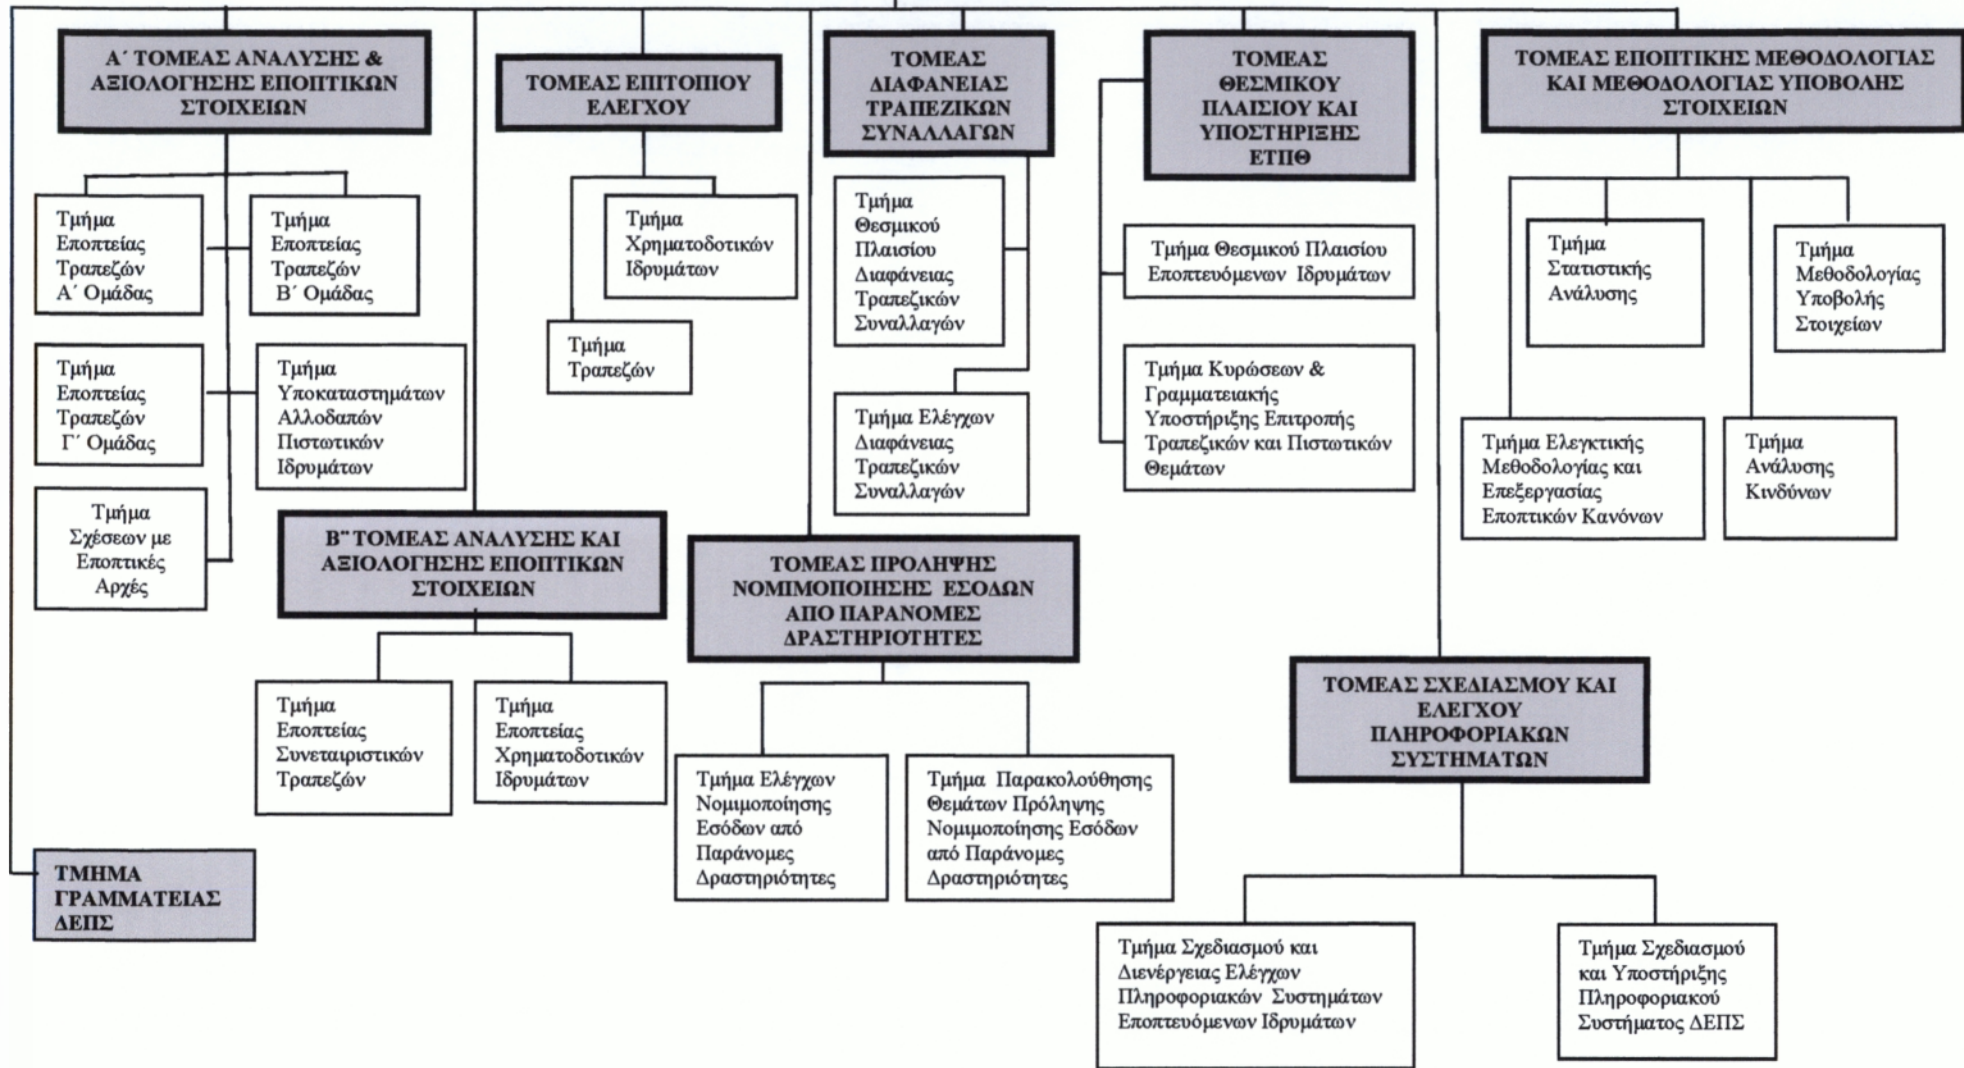 Α΄ ΤΟΜΕΑΣ ΑΝΑΛΥΣΗΣ &
ΑΞΙΟΛΟΓΗΣΗΣ ΕΠΟΠΤΙΚΩΝ
ΣΤΟΙΧΕΙΩΝ
ΤΟΜΕΑΣ ΕΠΙΤΟΠΙΟΥ
ΕΛΕΓΧΟΥ
ΤΟΜΕΑΣ
ΔΙΑΦΑΝΕΙΑΣ
ΤΡΑΠΕΖΙΚΩΝ
ΣΥΝΑΛΛΑΓΩΝ
ΤΟΜΕΑΣ
ΘΕΣΜΙΚΟΥ
ΠΛΑΙΣΙΟΥ ΚΑΙ
ΥΠΟΣΤΗΡΙΞΗΣ
ΕΤΠΘ
ΤΟΜΕΑΣ ΕΠΟΠΤΙΚΗΣ ΜΕΘΟΔΟΛΟΓΙΑΣ
ΚΑΙ ΜΕΘΟΔΟΛΟΓΙΑΣ ΥΠΟΒΟΛΗΣ
ΣΤΟΙΧΕΙΩΝ
Τμήμα
Εποπτείας
Τραπεζών
Α΄ Ομάδας
Τμήμα
Εποπτείας
Τραπεζών
Β΄ Ομάδας
Τμήμα
Χρηματοδοτικών
Ιδρυμάτων
Τμήμα
Θεσμικού
Πλαισίου
Διαφάνειας
Τραπεζικών
Συναλλαγών
Τμήμα Θεσμικού Πλαισίου
Εποπτευόμενων Ιδρυμάτων
Τμήμα
Στατιστικής
Ανάλυσης
Τμήμα
Μεθοδολογίας
Υποβολής
Στοιχείων
Τμήμα
Τραπεζών
Τμήμα
Εποπτείας
Τραπεζών
Γ΄ Ομάδας
Τμήμα
Υποκαταστημάτων
Αλλοδαπών
Πιστωτικών
Ιδρυμάτων
Τμήμα Ελέγχων
Διαφάνειας
Τραπεζικών
Συναλλαγών
Τμήμα Κυρώσεων &
Γραμματειακής
Υποστήριξης Επιτροπής
Τραπεζικών και Πιστωτικών
Θεμάτων
Τμήμα Ελεγκτικής
Μεθοδολογίας και
Επεξεργασίας
Εποπτικών Κανόνων
Τμήμα
Ανάλυσης
Κινδύνων
Τμήμα
Σχέσεων με
Εποπτικές
Αρχές
Β¨ ΤΟΜΕΑΣ ΑΝΑΛΥΣΗΣ ΚΑΙ
ΑΞΙΟΛΟΓΗΣΗΣ ΕΠΟΠΤΙΚΩΝ
ΣΤΟΙΧΕΙΩΝ
ΤΟΜΕΑΣ ΠΡΟΛΗΨΗΣ
ΝΟΜΙΜΟΠΟΙΗΣΗΣ ΕΣΟΔΩΝ
ΑΠΟ ΠΑΡΑΝΟΜΕΣ
ΔΡΑΣΤΗΡΙΟΤΗΤΕΣ
ΤΟΜΕΑΣ ΣΧΕΔΙΑΣΜΟΥ ΚΑΙ
ΕΛΕΓΧΟΥ
ΠΛΗΡΟΦΟΡΙΑΚΩΝ
ΣΥΣΤΗΜΑΤΩΝ
Τμήμα
Εποπτείας
Συνεταιριστικών
Τραπεζών
Τμήμα
Εποπτείας
Χρηματοδοτικών
Ιδρυμάτων
Τμήμα Ελέγχων
Νομιμοποίησης
Εσόδων από
Παράνομες
Δραστηριότητες
Τμήμα Παρακολούθησης
Θεμάτων Πρόληψης
Νομιμοποίησης Εσόδων
από Παράνομες
Δραστηριότητες
ΤΜΗΜΑ
ΓΡΑΜΜΑΤΕΙΑΣ
ΔΕΠΣ
Τμήμα Σχεδιασμού και
Διενέργειας Ελέγχων
Πληροφοριακών Συστημάτων
Εποπτευόμενων Ιδρυμάτων
Τμήμα Σχεδιασμού
και Υποστήριξης
Πληροφοριακού
Συστήματος ΔΕΠΣ